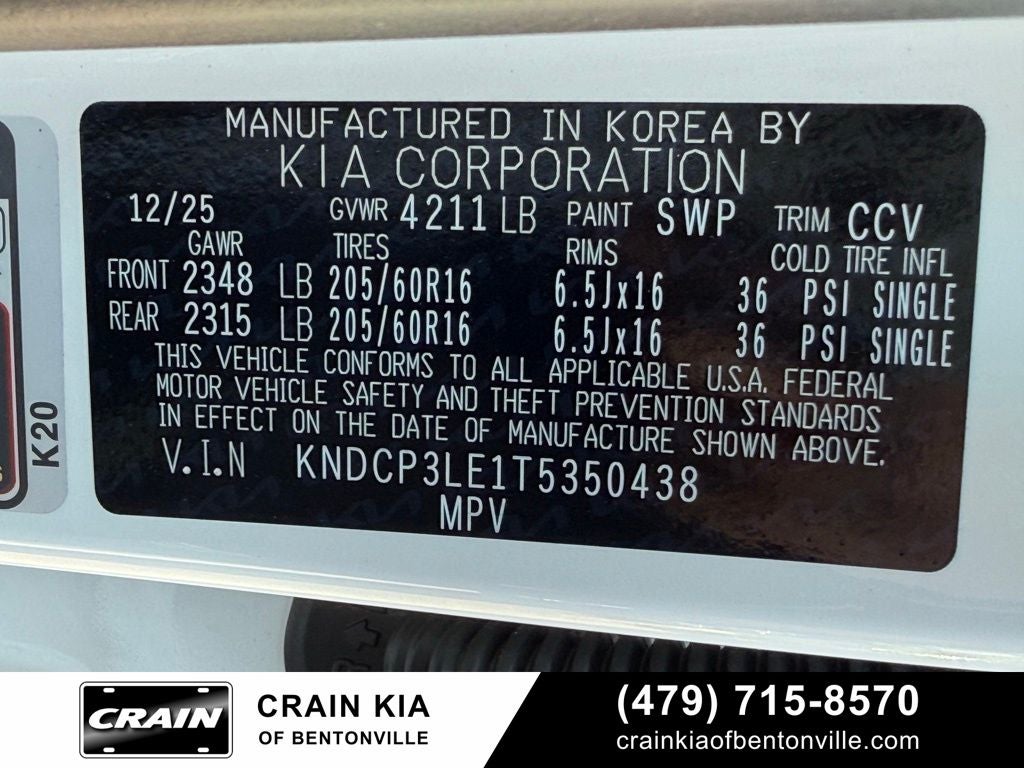 MANUFACTURED IN KOREA BY
KIA CORPORATION
12/25 GVWR 4211 LB PAINT SWP TRIM CCV
GAWR TIRES RIMS COLD TIRE INFL
FRONT 2348 LB 205/60R16 6.5Jx16 36 PSI SINGLE
REAR 2315 LB 205/60R16 6.5Jx16 36 PSI SINGLE
THIS VEHICLE CONFORMS TO ALL APPLICABLE U.S.A. FEDERAL
MOTOR VEHICLE SAFETY AND THEFT PREVENTION STANDARDS
IN EFFECT ON THE DATE OF MANUFACTURE SHOWN ABOVE.
V.I.N KNDCP3LE1T5350438
MPV
K20
CRAIN
CRAIN KIA
OF BENTONVILLE
(479) 715-8570
crainkiaofbentonville.com